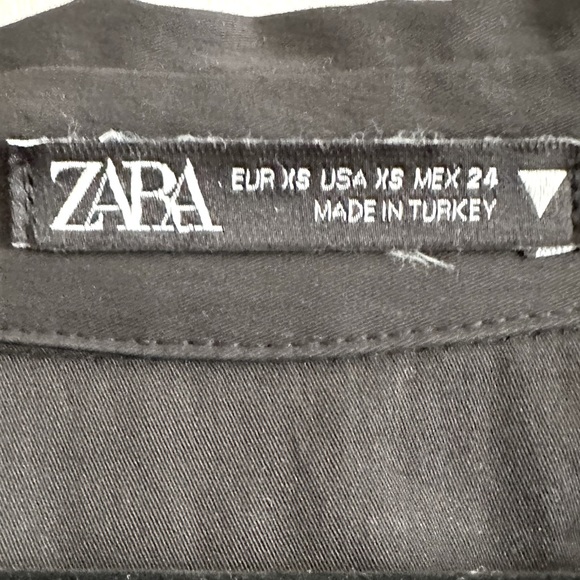 ZARA
EUR XS USA XS MEX 24
MADE IN TURKEY